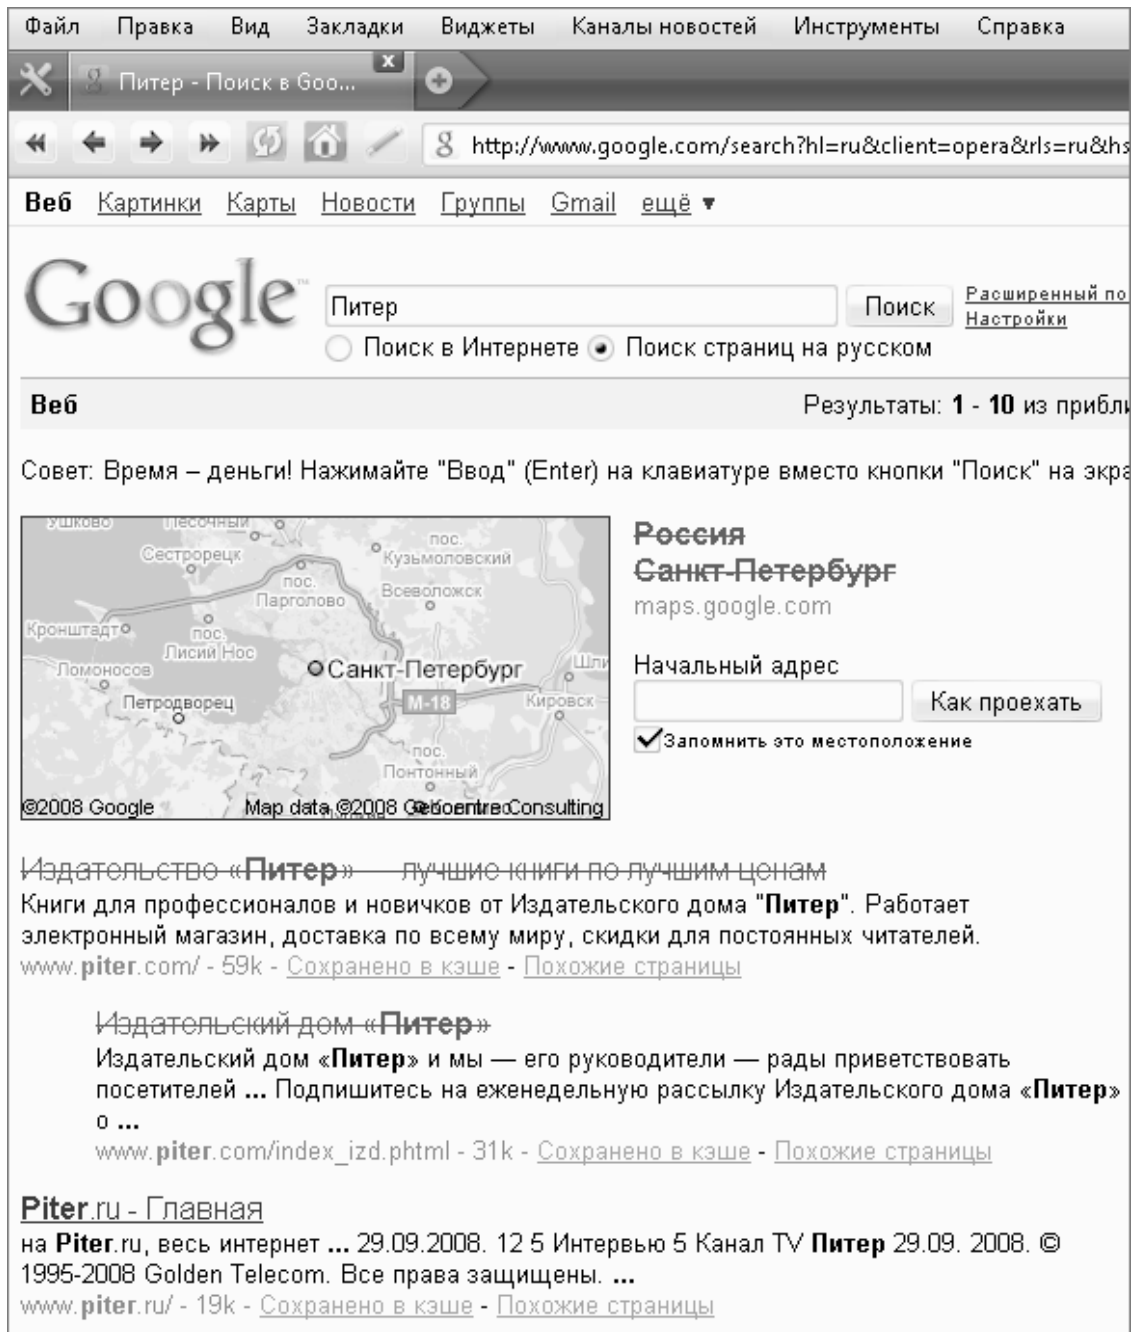 Файл Правка Вид Закладки Виджеты Каналы новостей Инструменты Справка
Питер - Поиск в Goo...
http://www.google.com/search?hl=ru&client=opera&rls=ru&hs
Веб Картинки Карты Новости Группы Gmail ещё ▼
Google™ Питер Поиск Расширенный по
Настройки
Поиск в Интернете Поиск страниц на русском
Веб Результаты: 1 - 10 из прибли
Совет: Время – деньги! Нажимайте "Ввод" (Enter) на клавиатуре вместо кнопки "Поиск" на экра
Ушково
Песочный
Сестрорецк
пос.
Кузьмоловский
пос.
Парголово
Всеволожск
Кронштадт
пос.
Лисий Нос
Ломоносов
Санкт-Петербург
Шли
Петродворец
М-18
Кировск
пос.
Понтонный
©2008 Google Map data ©2008 Geocentre Consulting
Россия
Санкт-Петербург
maps.google.com
Начальный адрес
Как проехать
Запомнить это местоположение
Издательство «Питер» — лучшие книги по лучшим ценам
Книги для профессионалов и новичков от Издательского дома "Питер". Работает
электронный магазин, доставка по всему миру, скидки для постоянных читателей.
www.piter.com/ - 59k - Сохранено в кэше - Похожие страницы
Издательский дом «Питер»
Издательский дом «Питер» и мы — его руководители — рады приветствовать
посетителей ... Подпишитесь на еженедельную рассылку Издательского дома «Питер»
о ...
www.piter.com/index_izd.phtml - 31k - Сохранено в кэше - Похожие страницы
Piter.ru - Главная
на Piter.ru, весь интернет ... 29.09.2008. 12 5 Интервью 5 Канал TV Питер 29.09. 2008. ©
1995-2008 Golden Telecom. Все права защищены. ...
www.piter.ru/ - 19k - Сохранено в кэше - Похожие страницы